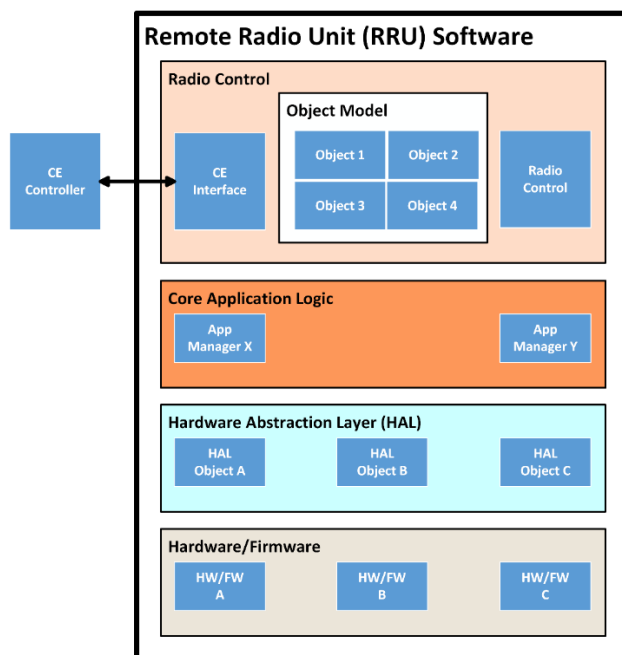 Remote Radio Unit (RRU) Software
Radio Control
Object Model
CE
Controller
CE
Interface
Object 1
Object 2
Object 3
Object 4
Radio
Control
Core Application Logic
App
Manager X
App
Manager Y
Hardware Abstraction Layer (HAL)
HAL
Object A
HAL
Object B
HAL
Object C
Hardware/Firmware
HW/FW
A
HW/FW
B
HW/FW
C